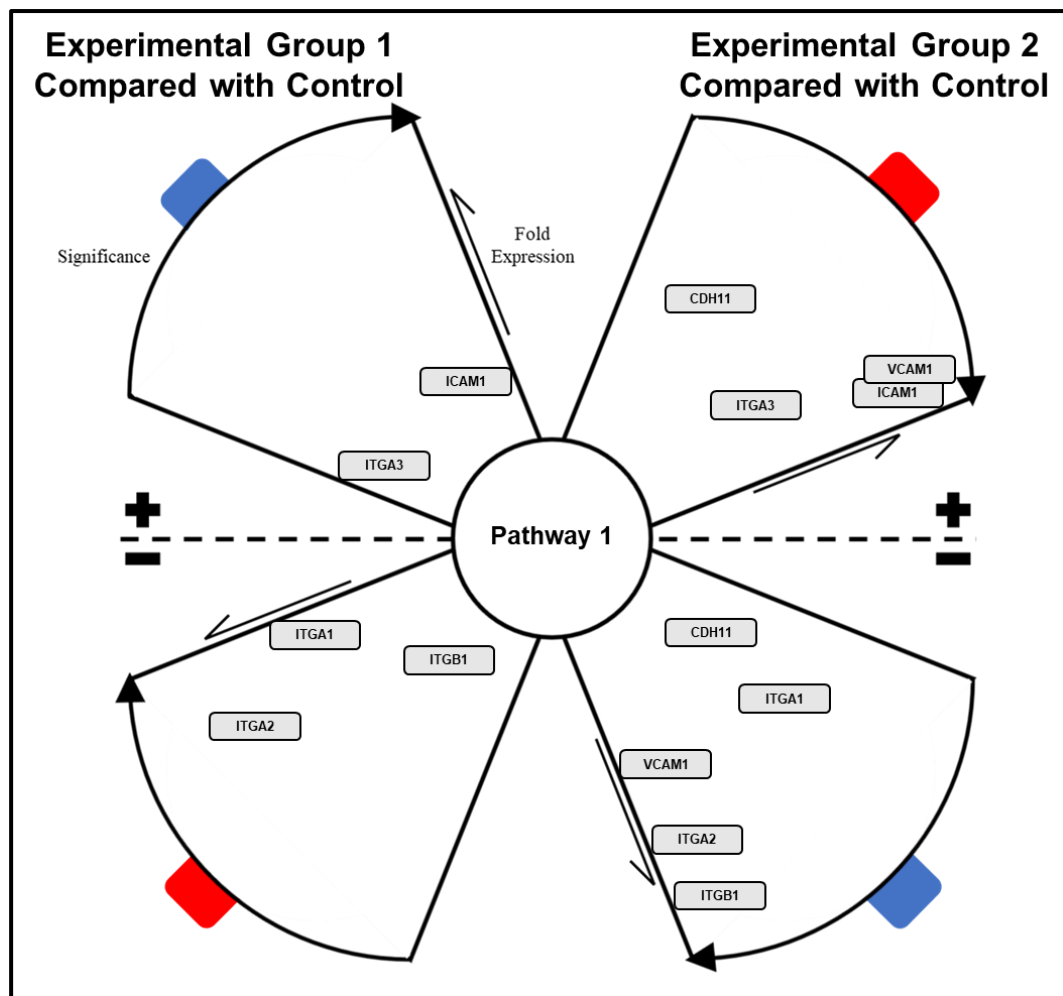 Experimental Group 1
Compared with Control
Experimental Group 2
Compared with Control
Significance
Fold
Expression
CDH11
VCAM1
ICAM1
ICAM1
ITGA3
ITGA3
+
+
Pathway 1
−
−
ITGA1
ITGB1
ITGA2
CDH11
ITGA1
VCAM1
ITGA2
ITGB1